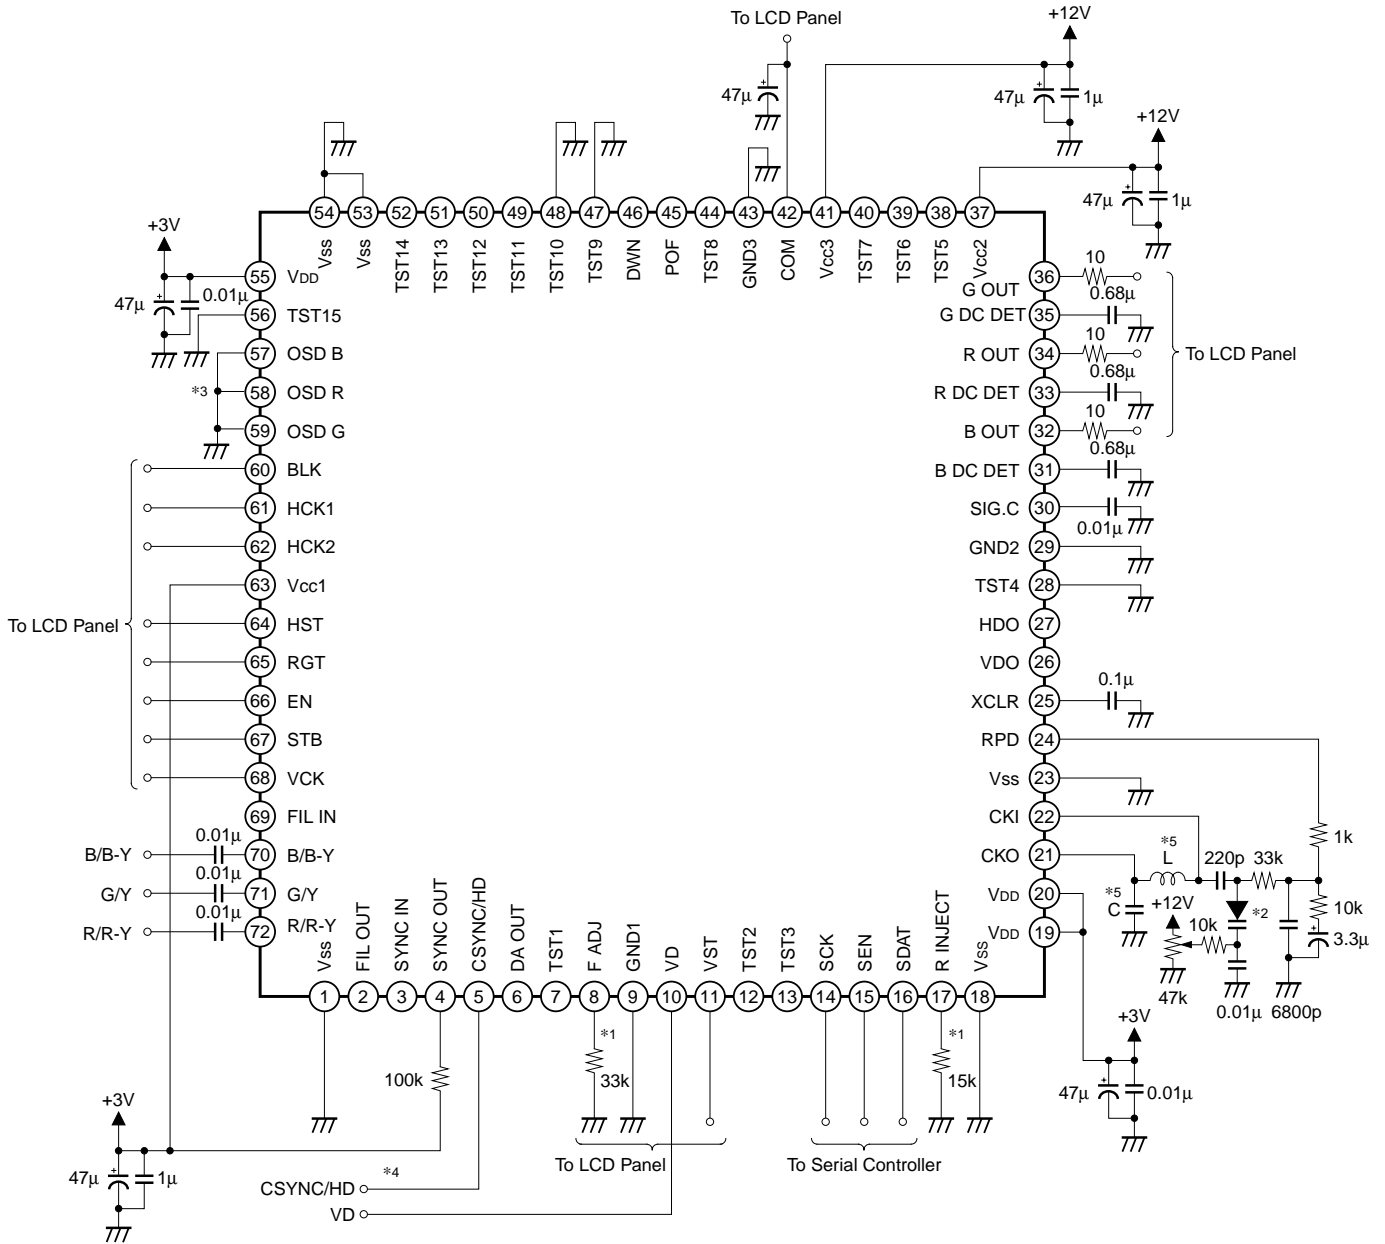 To LCD Panel
+12V
47µ
47µ
1µ
+12V
47µ
1µ
54 53 52 51 50 49 48 47 46 45 44 43 42 41 40 39 38 37
Vss
Vss
TST14
TST13
TST12
TST11
TST10
TST9
DWN
POF
TST8
GND3
COM
Vcc3
TST7
TST6
TST5
Vcc2
+3V
47µ
0.01µ
55 VDD
56 TST15
57 OSD B
*3
58 OSD R
59 OSD G
60 BLK
61 HCK1
62 HCK2
63 Vcc1
To LCD Panel
64 HST
65 RGT
66 EN
67 STB
68 VCK
69 FIL IN
B/B-Y 0.01µ 70 B/B-Y
G/Y 0.01µ 71 G/Y
R/R-Y 0.01µ 72 R/R-Y
G OUT 36 10
0.68µ
G DC DET 35
R OUT 34 10
To LCD Panel
0.68µ
R DC DET 33
B OUT 32 10
0.68µ
B DC DET 31
SIG.C 30
0.01µ
GND2 29
TST4 28
HDO 27
VDO 26
XCLR 25 0.1µ
RPD 24
Vss 23
CKI 22
1k
CKO 21
*5
L
220p
33k
VDD 20
*5
C
+12V
10k
*2
10k
3.3µ
VDD 19
47k
0.01µ
6800p
+3V
47µ
0.01µ
Vss
FIL OUT
SYNC IN
SYNC OUT
CSYNC/HD
DA OUT
TST1
F ADJ
GND1
VD
VST
TST2
TST3
SCK
SEN
SDAT
R INJECT
Vss
1 2 3 4 5 6 7 8 9 10 11 12 13 14 15 16 17 18
100k
*1
33k
*1
15k
+3V
47µ
1µ
To LCD Panel
To Serial Controller
*4
CSYNC/HD
VD